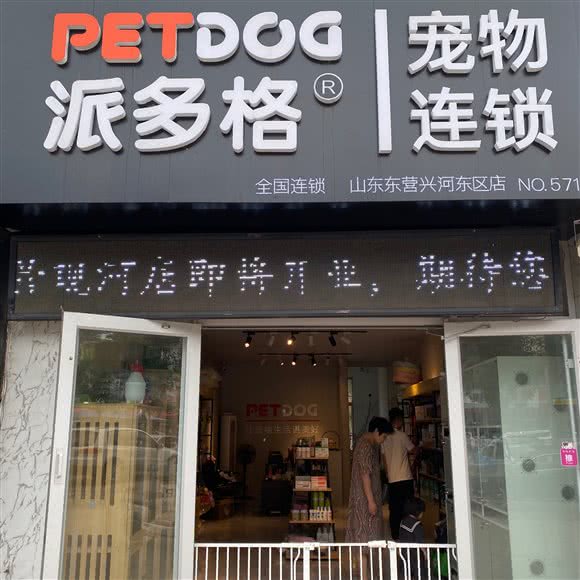 PETDOG
派多格®
宠物
连锁
全国连锁 山东东营兴河东区店 NO.571
河店即将开业，期待您
PETDOG
推